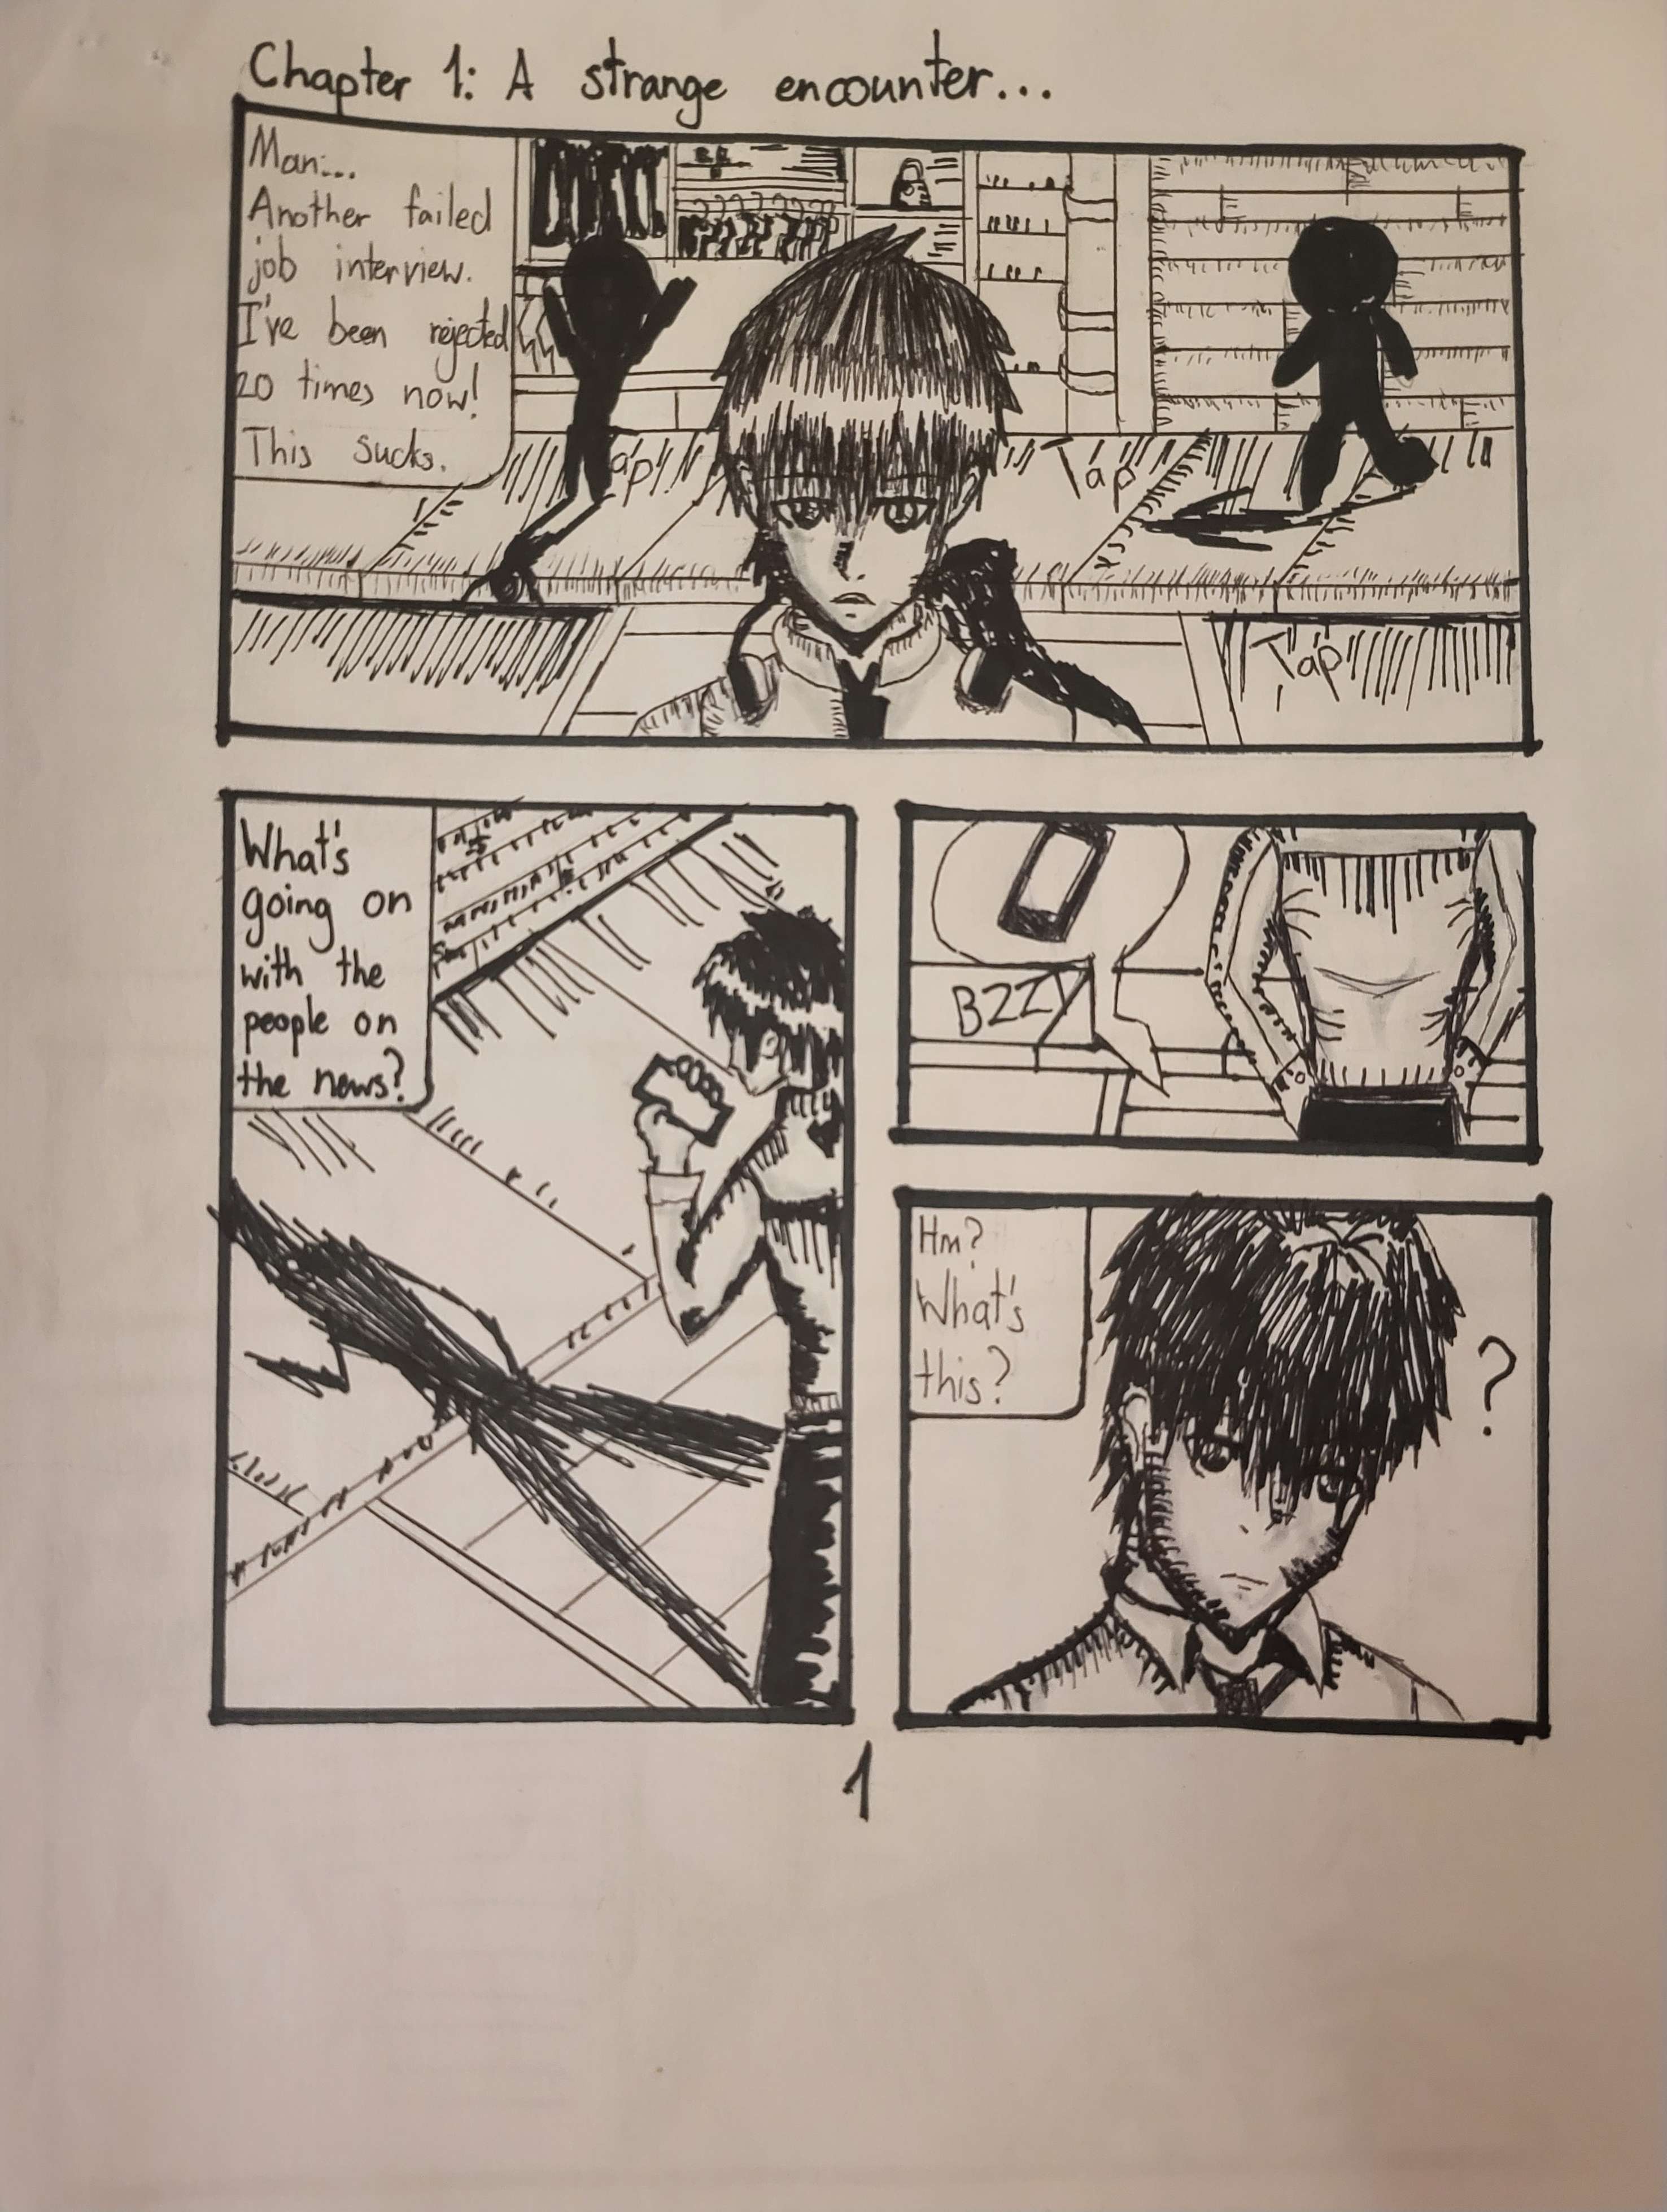 Chapter 1: A strange encounter...
Man...
Another failed
job interview.
I've been rejected
20 times now!
This sucks.
ap
Tap
Tap
BZZ
Hm?
What's
this?
?
What's
going on
with the
people on
the news?
1